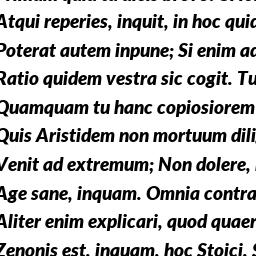 Atqui reperies, inquit, in hoc quid
Poterat autem inpune; Si enim ad
Ratio quidem vestra sic cogit. Tu
Quamquam tu hanc copiosiorem
Quis Aristidem non mortuum dili
Venit ad extremum; Non dolere,
Age sane, inquam. Omnia contra
Aliter enim explicari, quod quaer
Zenonis est, inquam, hoc Stoici.